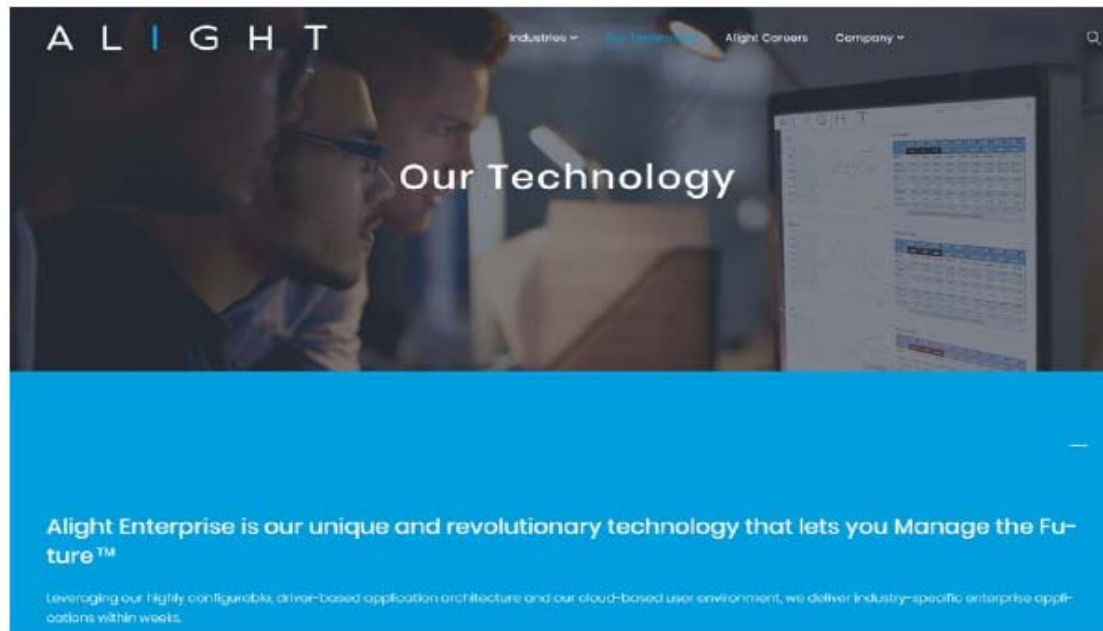 A L I G H T
Industries Our Technology Alight Careers Company
A L I G H T
Our Technology
Alight Enterprise is our unique and revolutionary technology that lets you Manage the Fu-
ture™
Leveraging our highly configurable, driver-based application architecture and our cloud-based user environment, we deliver industry-specific enterprise appli-
cations within weeks.